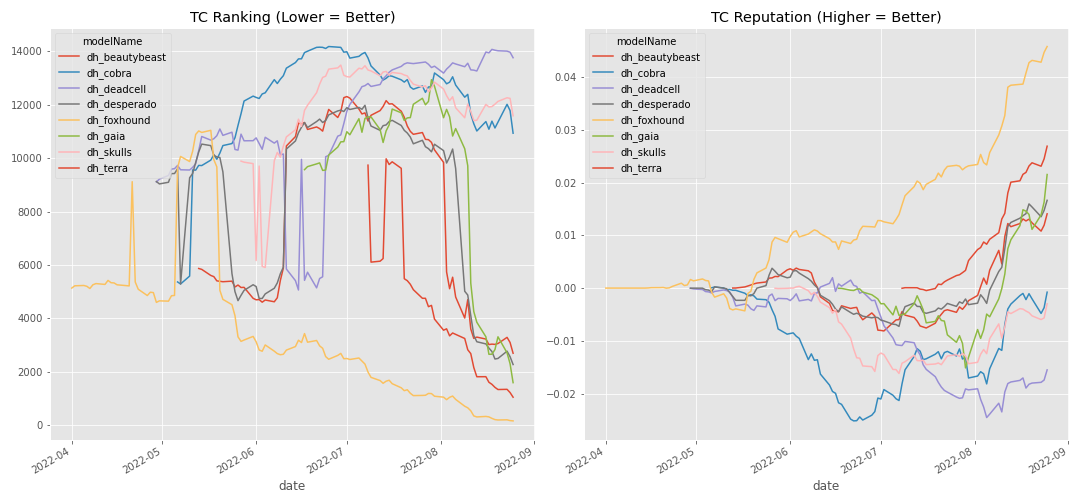 TC Ranking (Lower = Better)
modelName
dh_beautybeast
dh_cobra
dh_deadcell
dh_desperado
dh_foxhound
dh_gaia
dh_skulls
dh_terra
14000
12000
10000
8000
6000
4000
2000
0
2022-04
2022-05
2022-06
2022-07
2022-08
2022-09
date
TC Reputation (Higher = Better)
modelName
dh_beautybeast
dh_cobra
dh_deadcell
dh_desperado
dh_foxhound
dh_gaia
dh_skulls
dh_terra
0.04
0.03
0.02
0.01
0.00
−0.01
−0.02
2022-04
2022-05
2022-06
2022-07
2022-08
2022-09
date